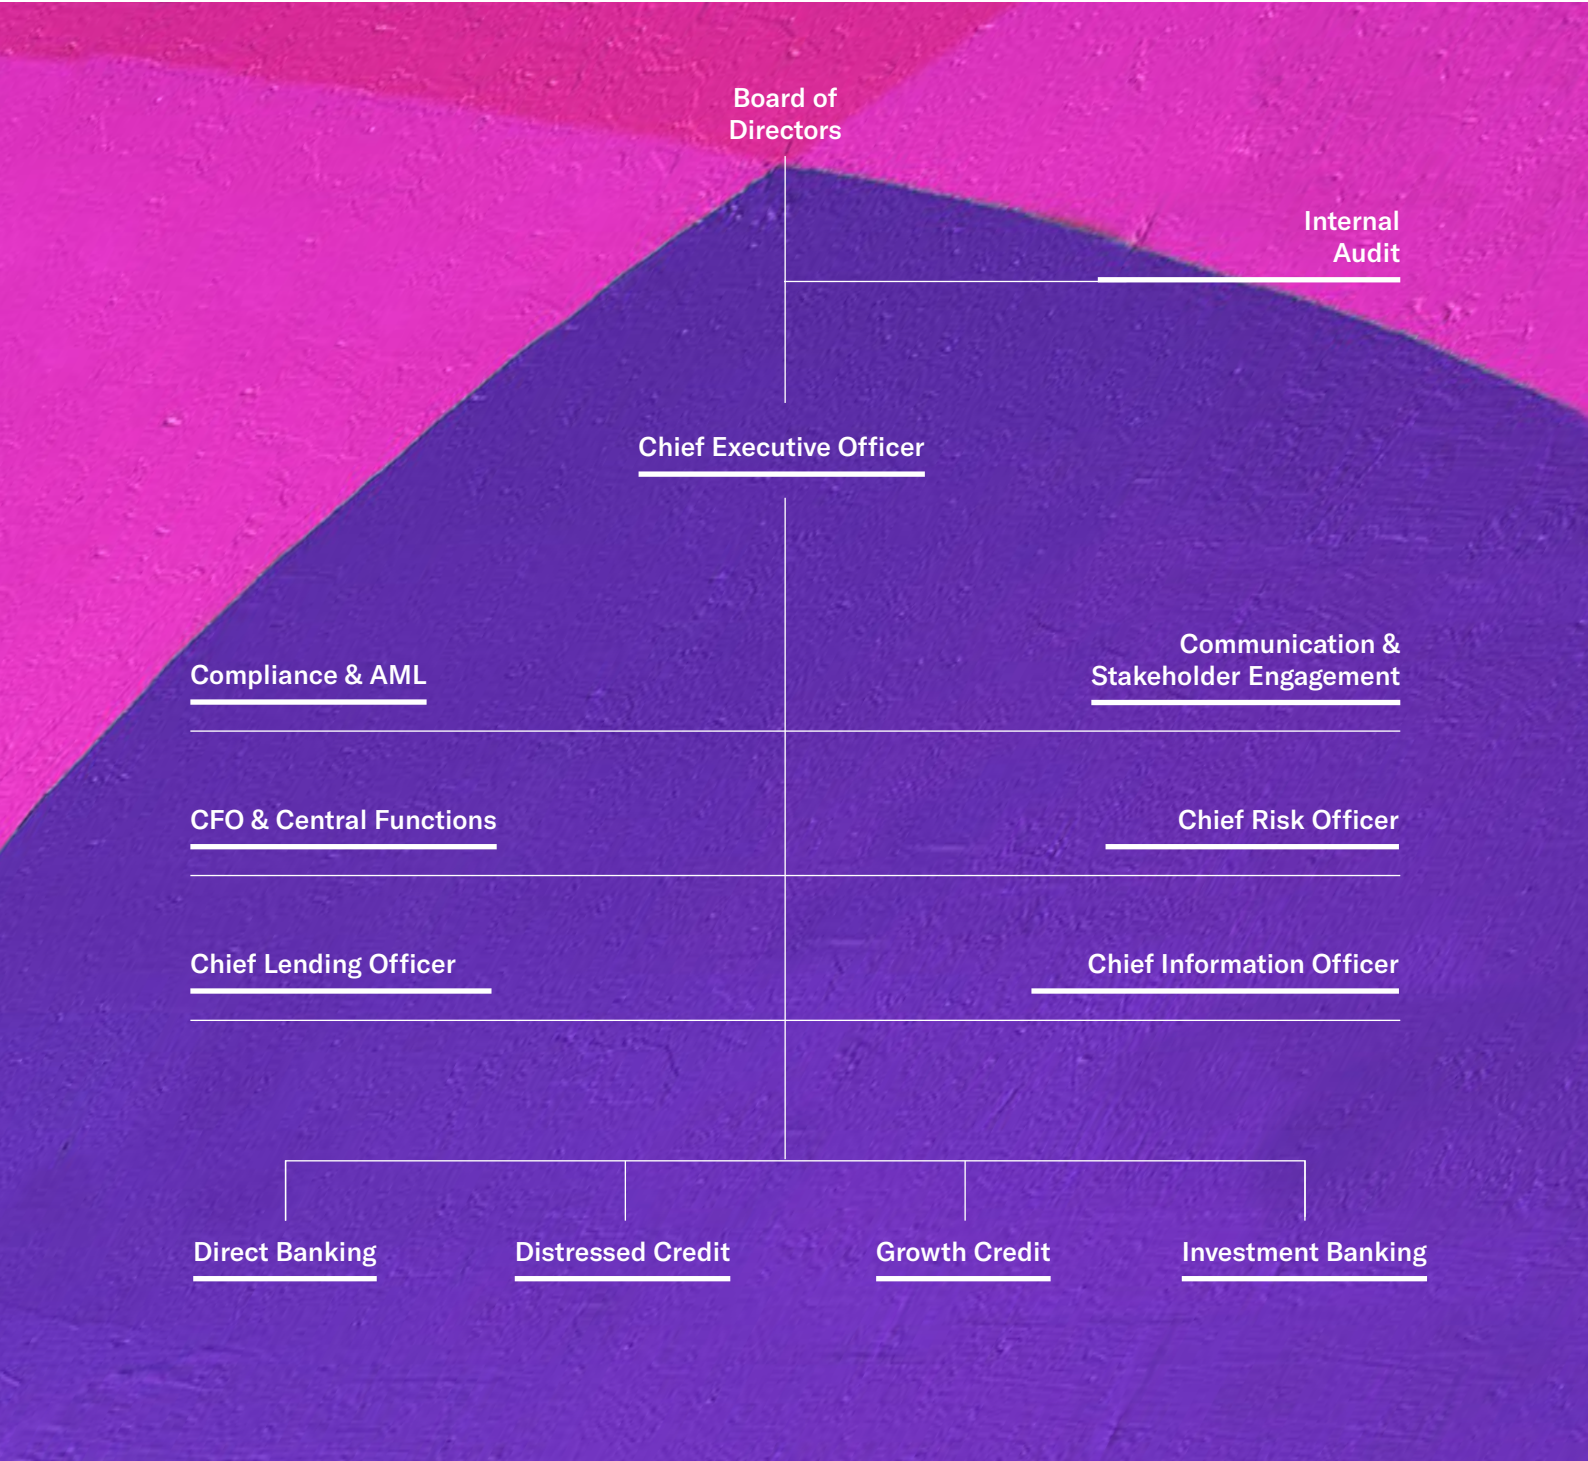 Board of
Directors
Internal
Audit
Chief Executive Officer
Compliance & AML
Communication &
Stakeholder Engagement
CFO & Central Functions
Chief Risk Officer
Chief Lending Officer
Chief Information Officer
Direct Banking
Distressed Credit
Growth Credit
Investment Banking